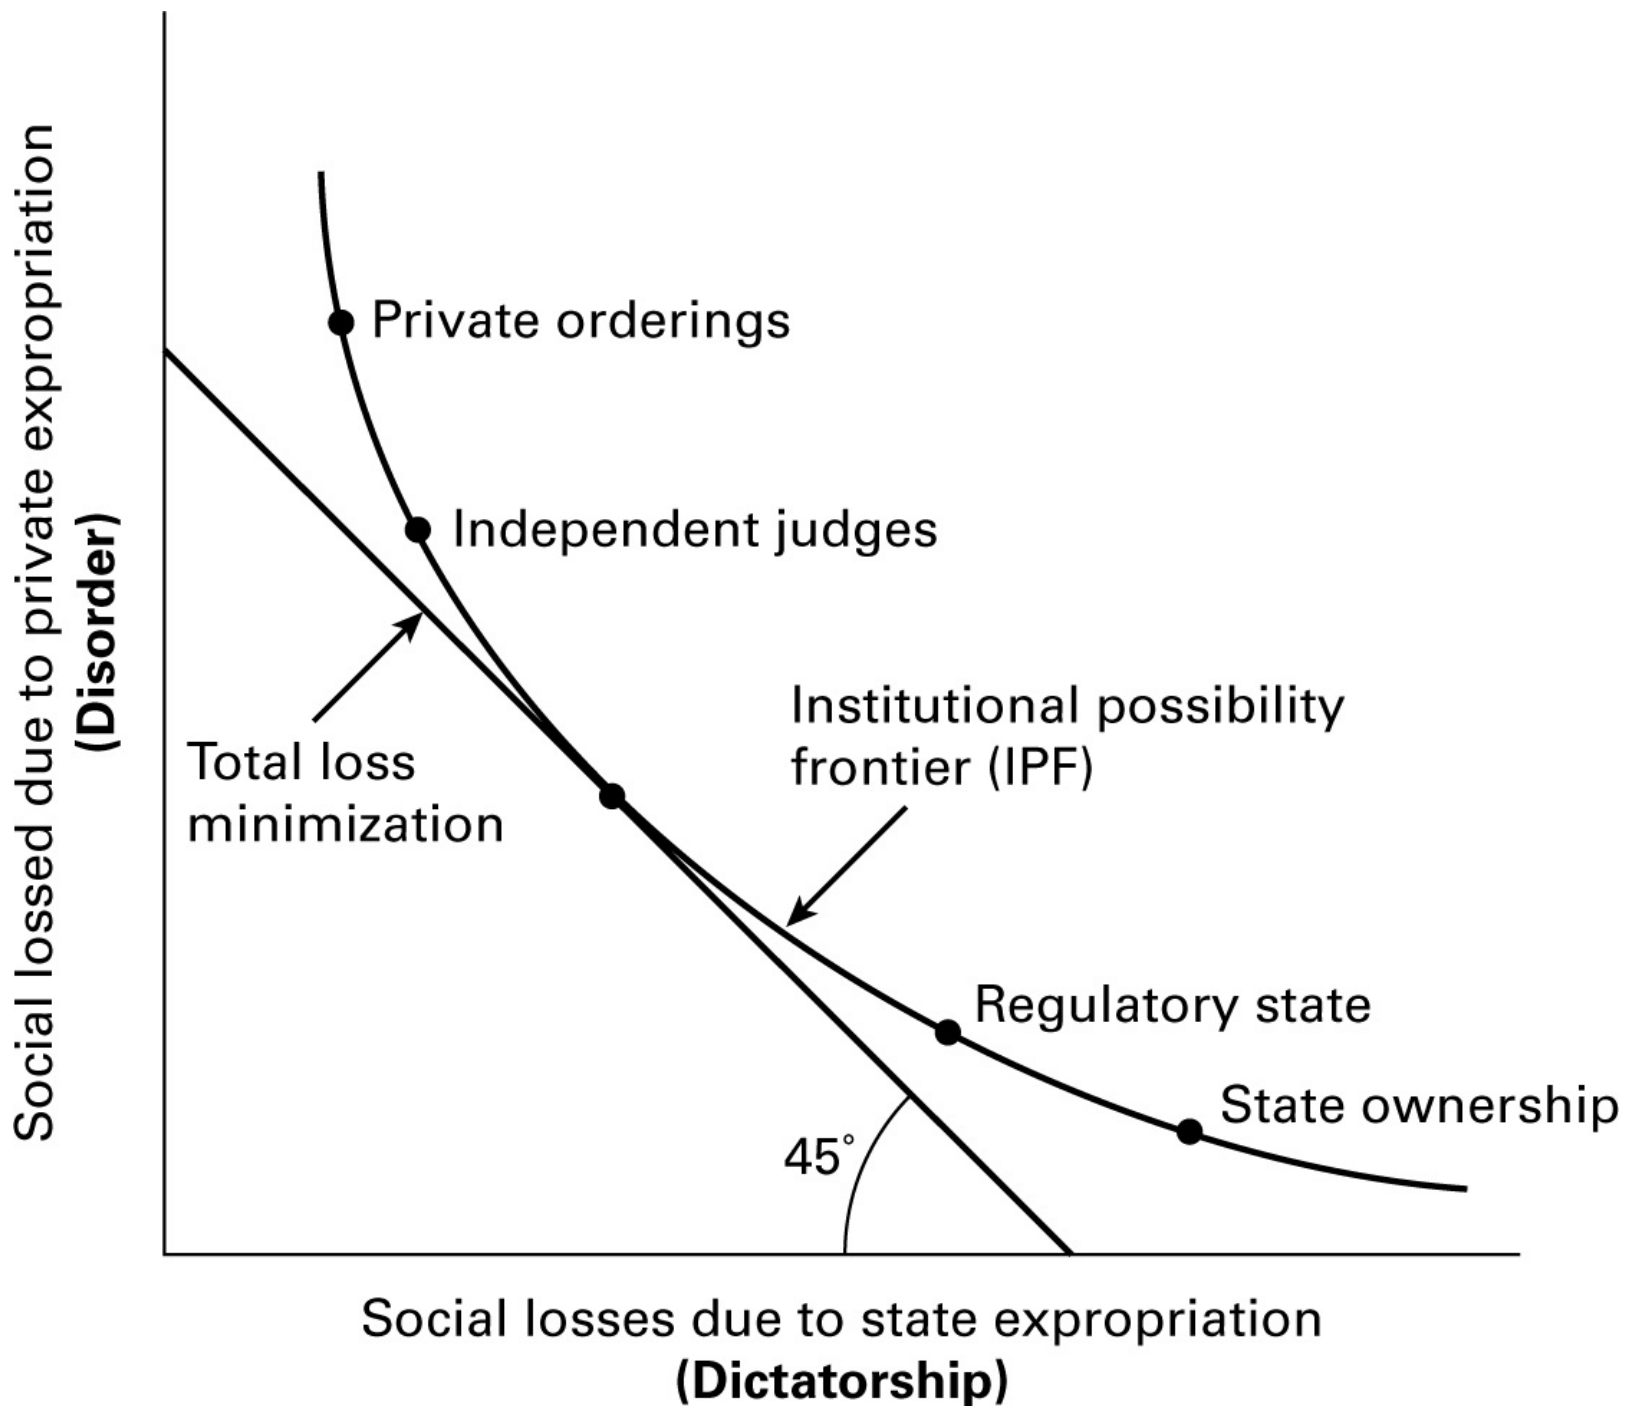 Social lossed due to private expropriation
(Disorder)
Private orderings
Independent judges
Total loss
minimization
Institutional possibility
frontier (IPF)
Regulatory state
State ownership
45°
Social losses due to state expropriation
(Dictatorship)